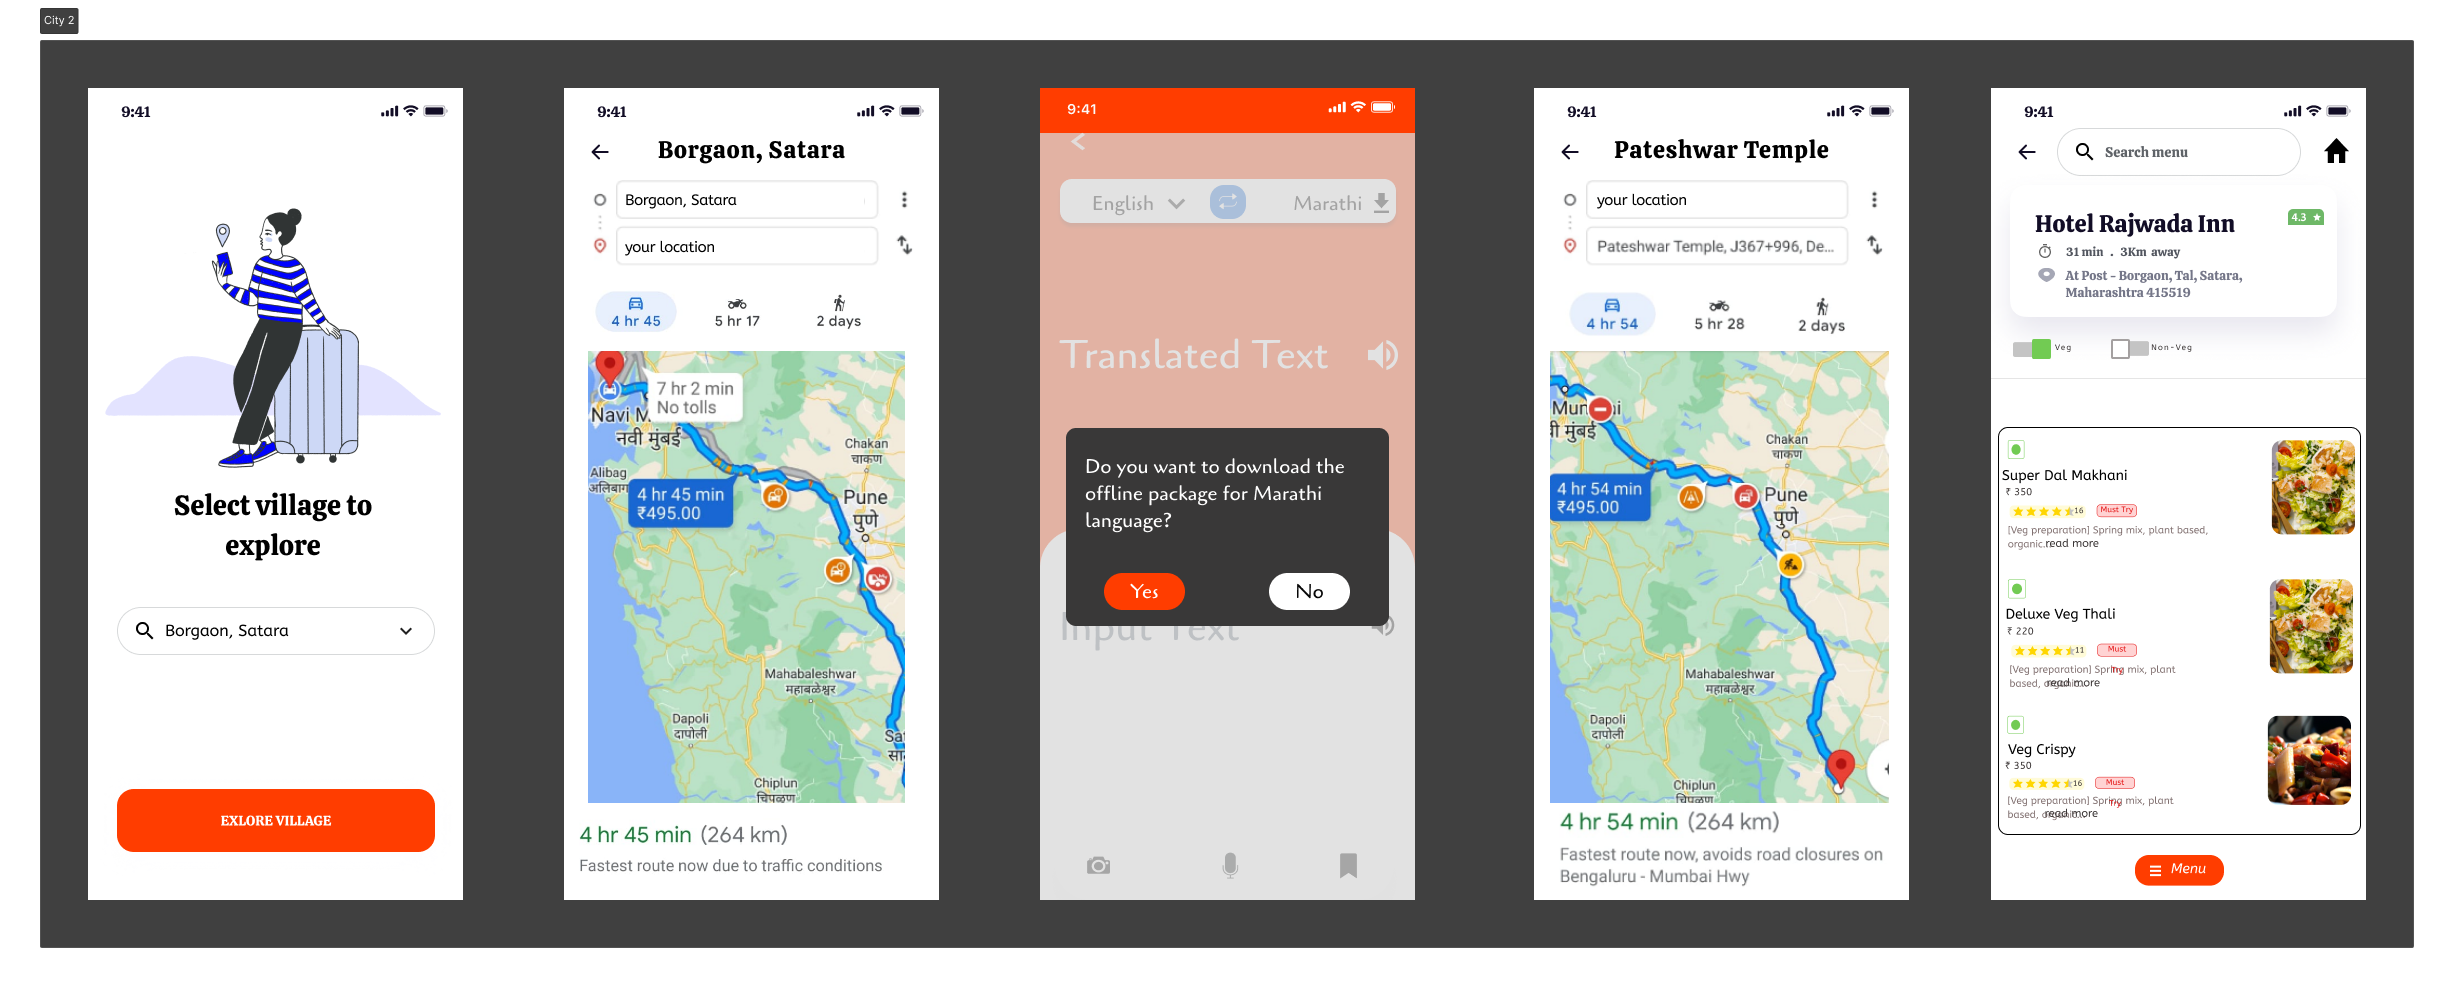 City 2
9:41
Select village to
explore
Borgaon, Satara
EXLORE VILLAGE
9:41
Borgaon, Satara
Borgaon, Satara
your location
4 hr 45
5 hr 17
2 days
7 hr 2 min
No tolls
Navi M
नवी मुंबई
Chakan
चाकण
Alibag
अलिबाग
4 hr 45 min
₹495.00
Pune
पुणे
Mahabaleshwar
महाबळेश्वर
Dapoli
दापोली
Sat
सा
Chiplun
चिपळूण
4 hr 45 min (264 km)
Fastest route now due to traffic conditions
9:41
English
Marathi
Translated Text
Do you want to download the
offline package for Marathi
language?
Yes
No
Input Text
9:41
Pateshwar Temple
your location
Pateshwar Temple, J367+996, De...
4 hr 54
5 hr 28
2 days
मुंबई
Chakan
चाकण
4 hr 54 min
₹495.00
Pune
पुणे
Mahabaleshwar
महाबळेश्वर
Dapoli
दापोली
Chiplun
चिपळूण
4 hr 54 min (264 km)
Fastest route now, avoids road closures on
Bengaluru - Mumbai Hwy
9:41
Search menu
Hotel Rajwada Inn
4.3 ★
31 min . 3Km away
At Post - Borgaon, Tal, Satara,
Maharashtra 415519
Veg
Non-Veg
Super Dal Makhani
₹ 350
16
Must Try
[Veg preparation] Spring mix, plant based,
organic..read more
Deluxe Veg Thali
₹ 220
11
Must
Try
[Veg preparation] Spring mix, plant
based, organic...read more
Veg Crispy
₹ 350
16
Must
Try
[Veg preparation] Spring mix, plant
based, organic...read more
Menu